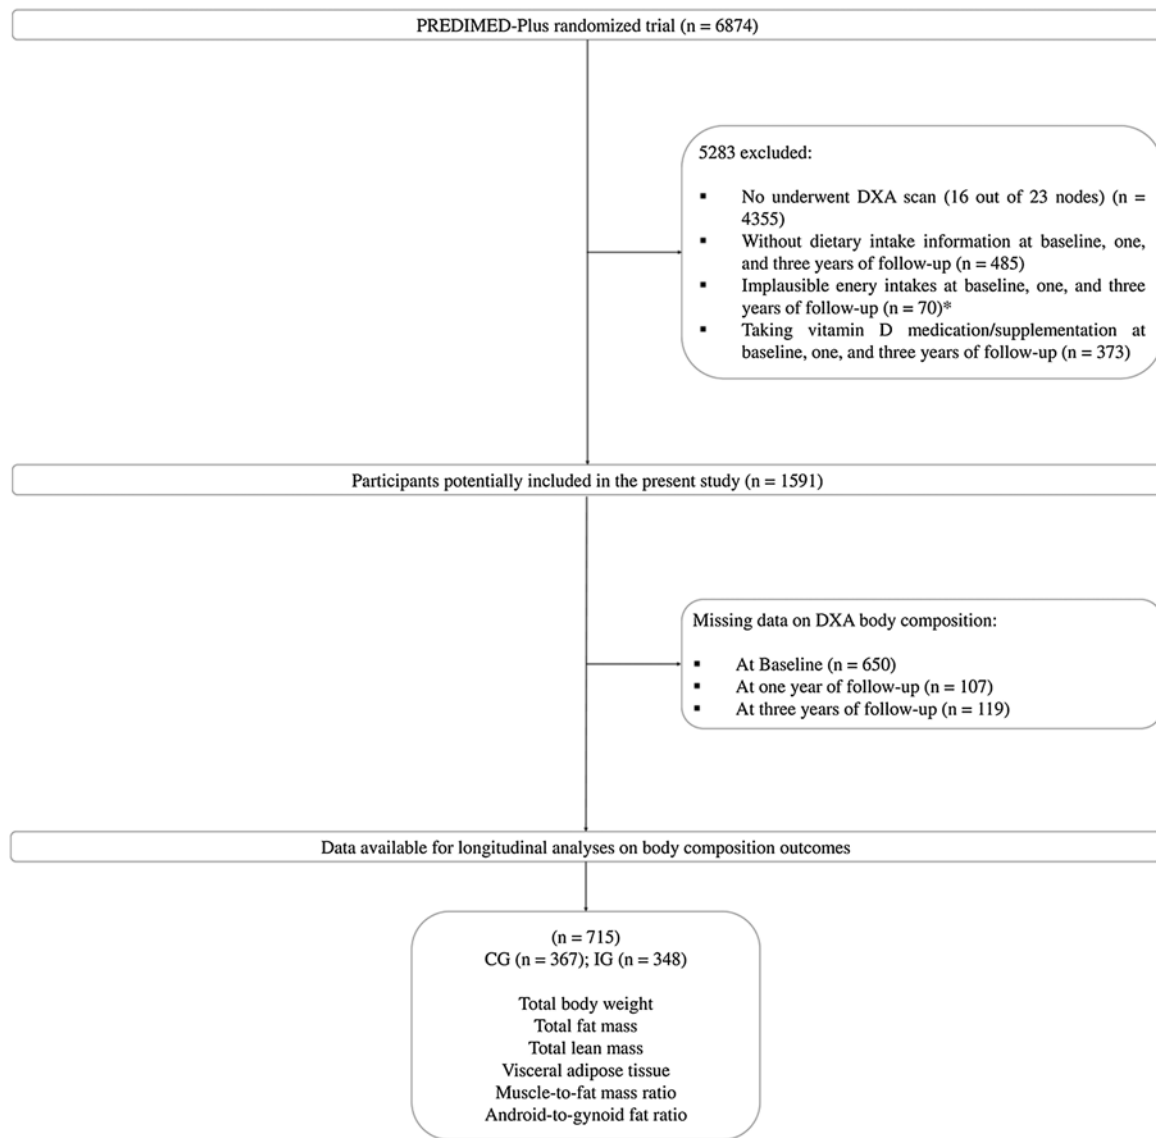 PREDIMED-Plus randomized trial (n = 6874)
5283 excluded:
▪ No underwent DXA scan (16 out of 23 nodes) (n =
4355)
▪ Without dietary intake information at baseline, one,
and three years of follow-up (n = 485)
▪ Implausible enery intakes at baseline, one, and three
years of follow-up (n = 70)*
▪ Taking vitamin D medication/supplementation at
baseline, one, and three years of follow-up (n = 373)
Participants potentially included in the present study (n = 1591)
Missing data on DXA body composition:
▪ At Baseline (n = 650)
▪ At one year of follow-up (n = 107)
▪ At three years of follow-up (n = 119)
Data available for longitudinal analyses on body composition outcomes
(n = 715)
CG (n = 367); IG (n = 348)
Total body weight
Total fat mass
Total lean mass
Visceral adipose tissue
Muscle-to-fat mass ratio
Android-to-gynoid fat ratio